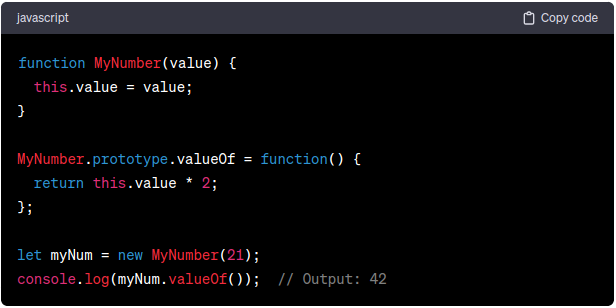 javascript
Copy code
function MyNumber(value) {
  this.value = value;
}
MyNumber.prototype.valueOf = function() {
  return this.value * 2;
};
let myNum = new MyNumber(21);
console.log(myNum.valueOf());  // Output: 42